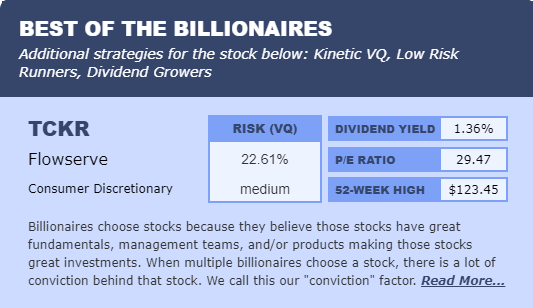 BEST OF THE BILLIONAIRES
Additional strategies for the stock below: Kinetic VQ, Low Risk
Runners, Dividend Growers
TCKR
Flowserve
Consumer Discretionary
RISK (VQ)
22.61%
medium
DIVIDEND YIELD 1.36%
P/E RATIO 29.47
52-WEEK HIGH $123.45
Billionaires choose stocks because they believe those stocks have great
fundamentals, management teams, and/or products making those stocks
great investments. When multiple billionaires choose a stock, there is a lot of
conviction behind that stock. We call this our "conviction" factor. Read More...